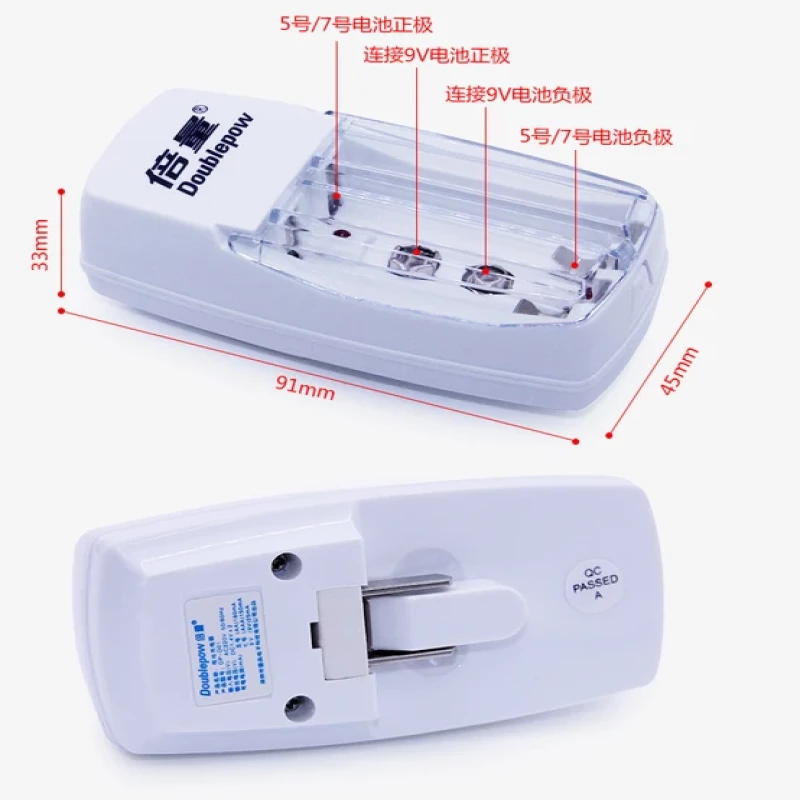 5号/7号电池正极
连接9V电池正极
连接9V电池负极
5号/7号电池负极
倍量®
Doublepow
33mm
91mm
45mm
QC
PASSED
A
Doublepow 倍量®